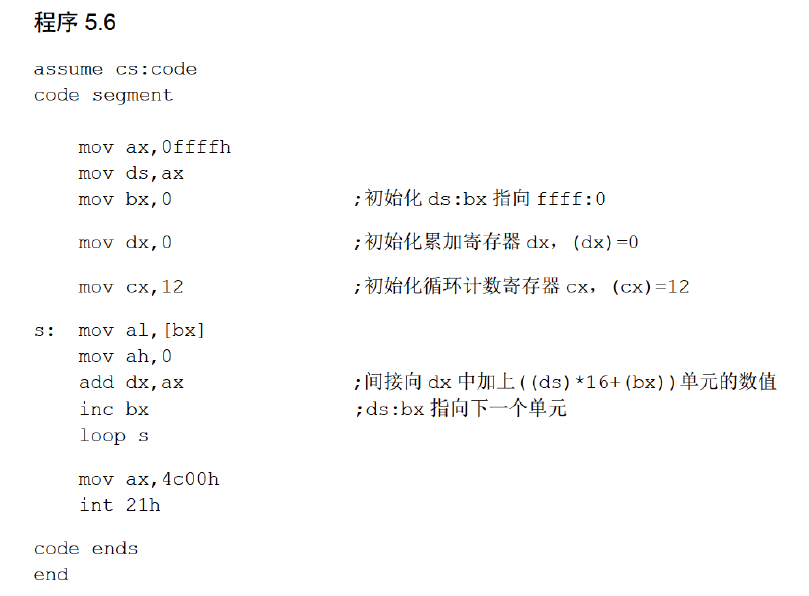 程序 5.6
assume cs:code
code segment
mov ax,0ffffh
mov ds,ax
mov bx,0 ;初始化 ds:bx 指向 ffff:0
mov dx,0 ;初始化累加寄存器 dx，(dx)=0
mov cx,12 ;初始化循环计数寄存器 cx，(cx)=12
s: mov al,[bx]
mov ah,0
add dx,ax ;间接向 dx 中加上((ds)*16+(bx))单元的数值
inc bx ;ds:bx 指向下一个单元
loop s
mov ax,4c00h
int 21h
code ends
end